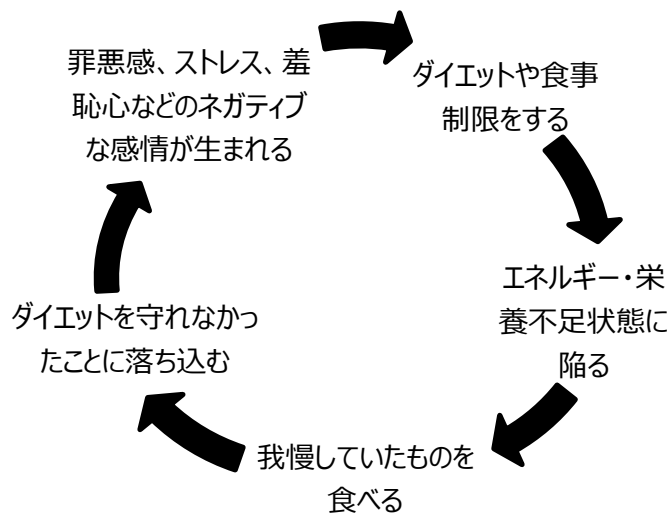 罪悪感、ストレス、羞
恥心などのネガティブ
な感情が生まれる
ダイエットや食事
制限をする
エネルギー・栄
養不足状態に
陥る
我慢していたものを
食べる
ダイエットを守れなかっ
たことに落ち込む